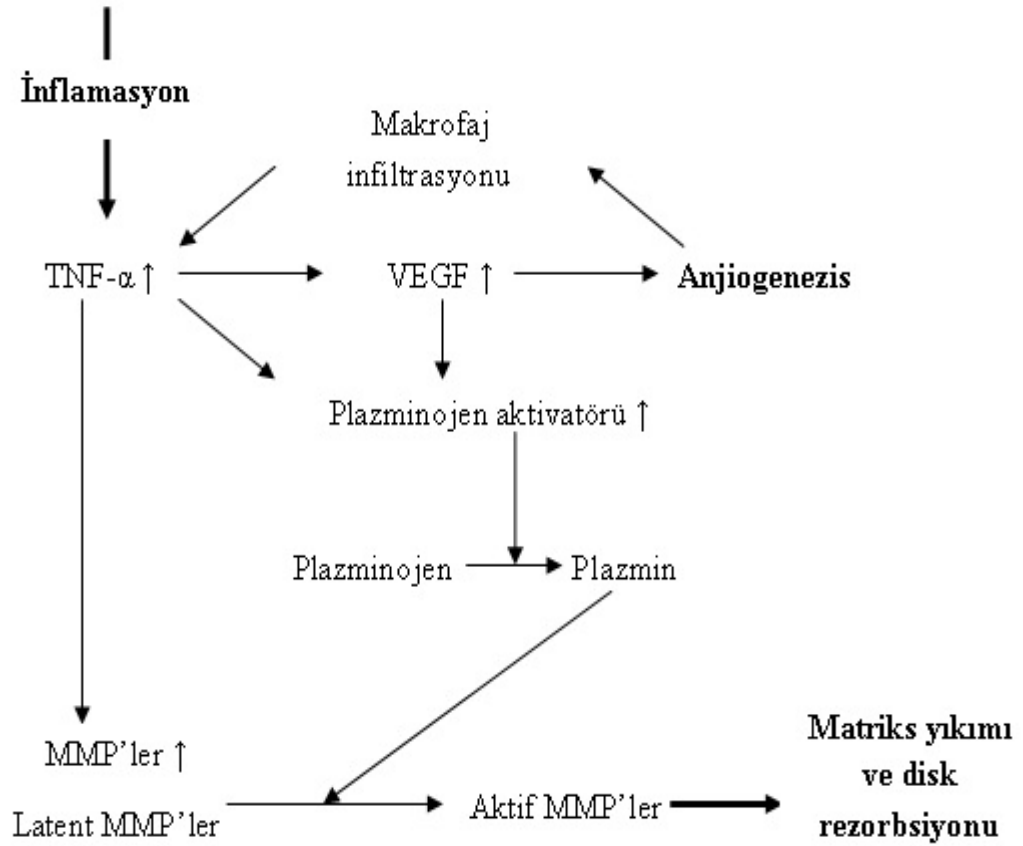 İnflamasyon
Makrofaj
infiltrasyonu
TNF-α ↑
VEGF ↑
Anjiogenezis
Plazminojen aktivatörü ↑
Plazminojen
Plazmin
MMP’ler ↑
Latent MMP’ler
Aktif MMP’ler
Matriks yıkımı
ve disk
rezorbsiyonu